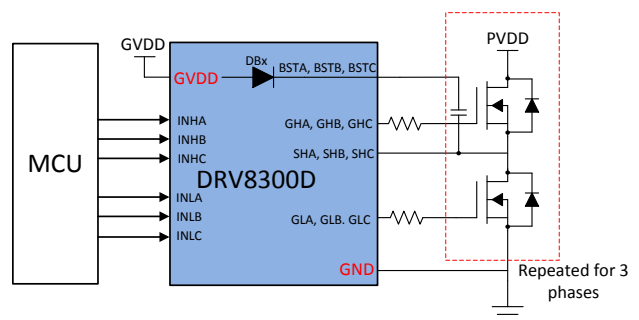 GVDD
PVDD
DBx
BSTA, BSTB, BSTC
GVDD
INHA
GHA, GHB, GHC
INHB
INHC
SHA, SHB, SHC
MCU
DRV8300D
INLA
INLB
GLA, GLB. GLC
INLC
GND
Repeated for 3
phases